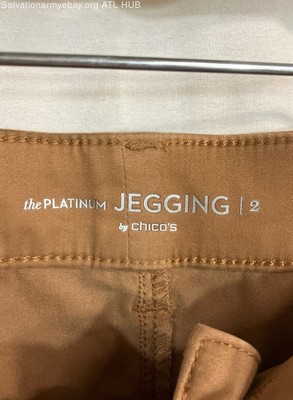 Salvationarmyebay.org ATL HUB
the PLATINUM JEGGING | 2
by chico's